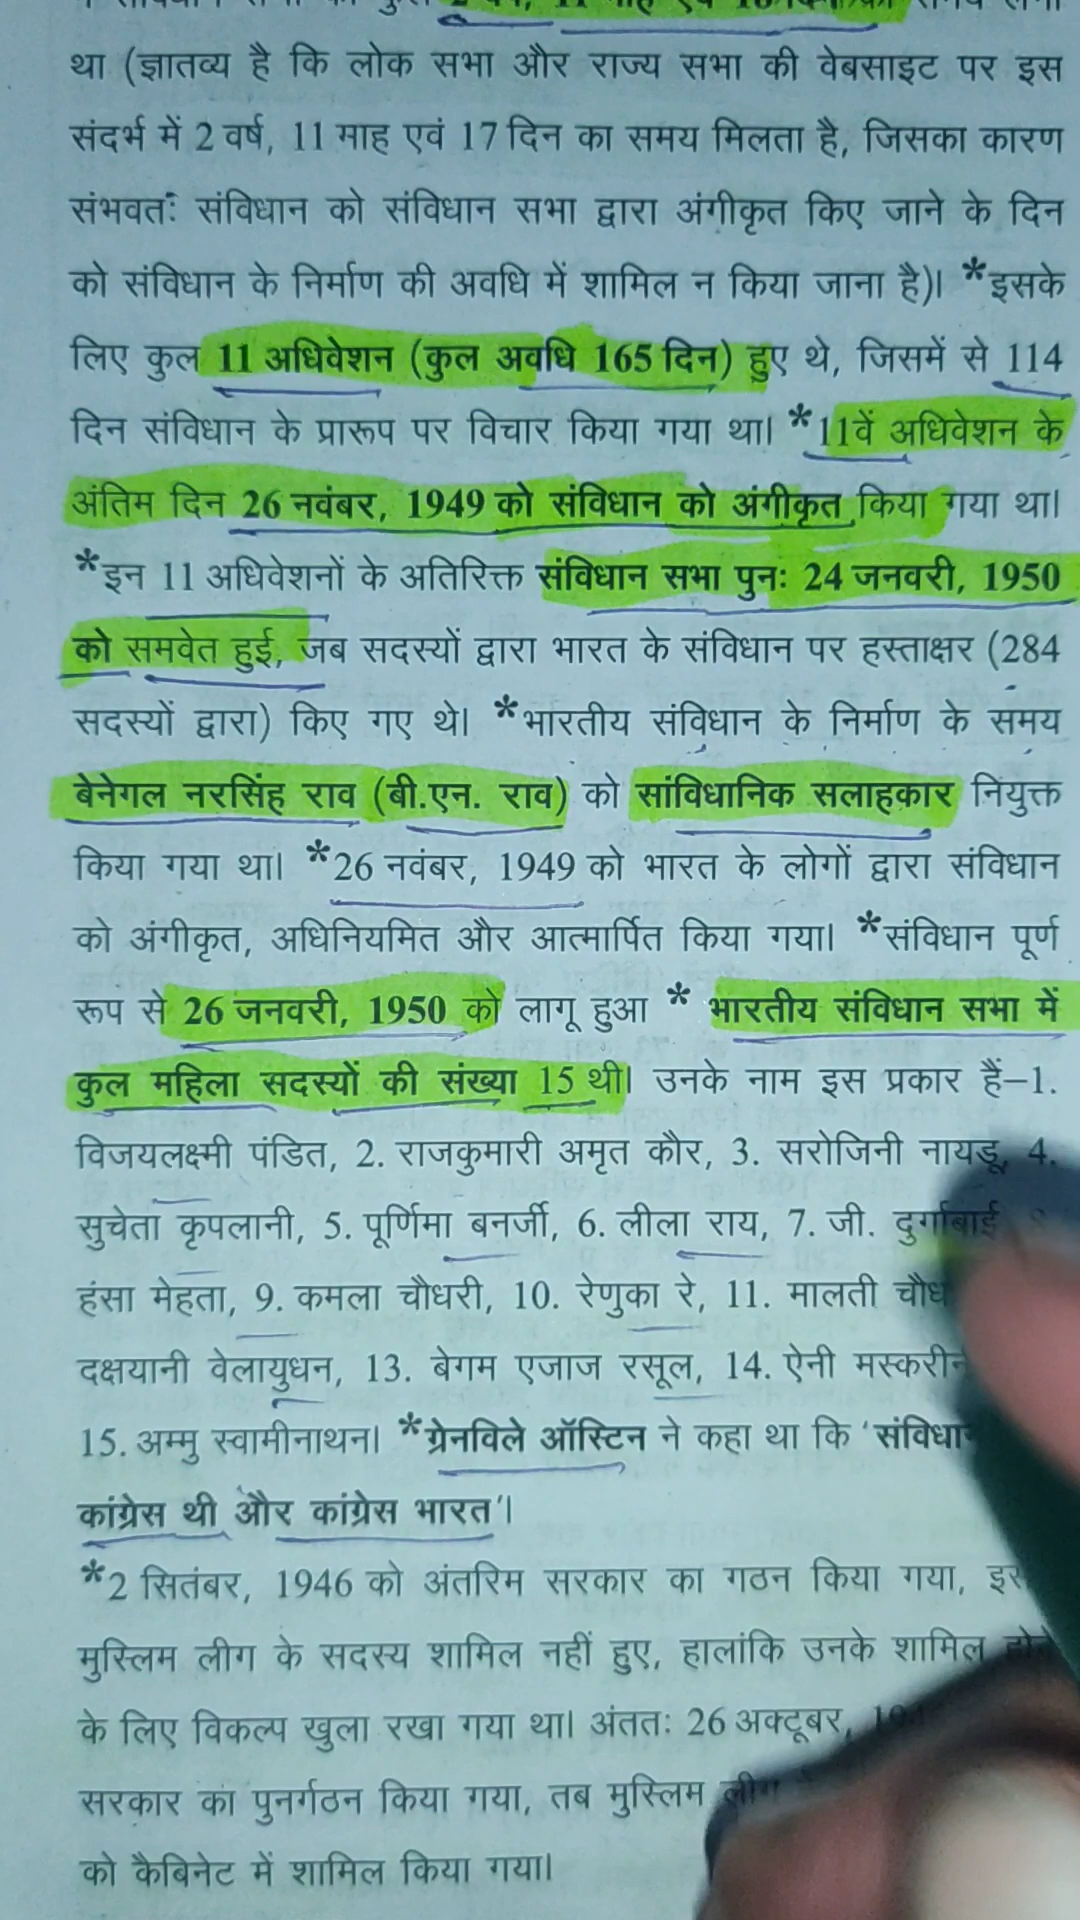 2 वर्ष, 11 माह एवं 18 दिन का समय लगा
था (ज्ञातव्य है कि लोक सभा और राज्य सभा की वेबसाइट पर इस
संदर्भ में 2 वर्ष, 11 माह एवं 17 दिन का समय मिलता है, जिसका कारण
संभवतः संविधान को संविधान सभा द्वारा अंगीकृत किए जाने के दिन
को संविधान के निर्माण की अवधि में शामिल न किया जाना है)। *इसके
लिए कुल 11 अधिवेशन (कुल अवधि 165 दिन) हुए थे, जिसमें से 114
दिन संविधान के प्रारूप पर विचार किया गया था। *11वें अधिवेशन के
अंतिम दिन 26 नवंबर, 1949 को संविधान को अंगीकृत किया गया था।
*इन 11 अधिवेशनों के अतिरिक्त संविधान सभा पुनः 24 जनवरी, 1950
को समवेत हुई, जब सदस्यों द्वारा भारत के संविधान पर हस्ताक्षर (284
सदस्यों द्वारा) किए गए थे। *भारतीय संविधान के निर्माण के समय
बेनेगल नरसिंह राव (बी.एन. राव) को सांविधानिक सलाहकार नियुक्त
किया गया था। *26 नवंबर, 1949 को भारत के लोगों द्वारा संविधान
को अंगीकृत, अधिनियमित और आत्मार्पित किया गया। *संविधान पूर्ण
रूप से 26 जनवरी, 1950 को लागू हुआ * भारतीय संविधान सभा में
कुल महिला सदस्यों की संख्या 15 थी। उनके नाम इस प्रकार हैं–1.
विजयलक्ष्मी पंडित, 2. राजकुमारी अमृत कौर, 3. सरोजिनी नायडू, 4.
सुचेता कृपलानी, 5. पूर्णिमा बनर्जी, 6. लीला राय, 7. जी. दुर्गाबाई
हंसा मेहता, 9. कमला चौधरी, 10. रेणुका रे, 11. मालती
दक्षयानी वेलायुधन, 13. बेगम एजाज रसूल, 14. ऐनी
15. अम्मु स्वामीनाथन। *ग्रेनविले ऑस्टिन ने कहा था कि
कांग्रेस थी और कांग्रेस भारत'।
*2 सितंबर, 1946 को अंतरिम सरकार का गठन किया गया,
मुस्लिम लीग के सदस्य शामिल नहीं हुए, हालांकि उनके शामिल होने
के लिए विकल्प खुला रखा गया था। अंततः 26 अक्टूबर,
सरकार का पुनर्गठन किया गया, तब मुस्लिम लीग
को कैबिनेट में शामिल किया गया।